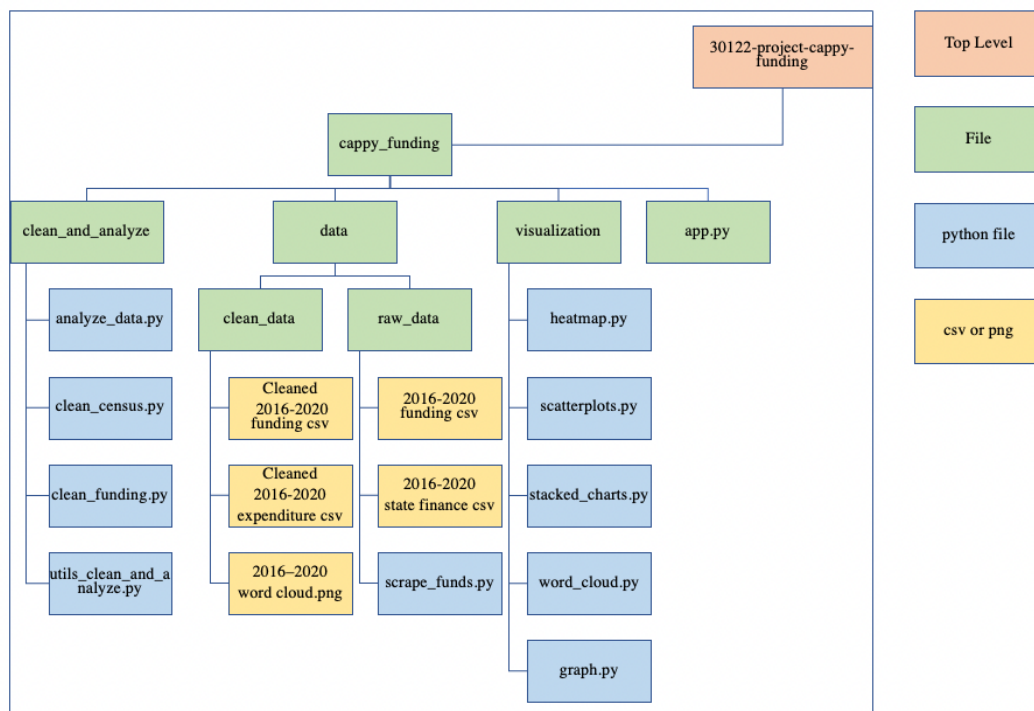 30122-project-cappy-
funding
Top Level
cappy_funding
File
clean_and_analyze
data
visualization
app.py
python file
analyze_data.py
clean_data
raw_data
heatmap.py
csv or png
clean_census.py
Cleaned
2016-2020
funding csv
2016-2020
funding csv
scatterplots.py
clean_funding.py
Cleaned
2016-2020
expenditure csv
2016-2020
state finance csv
stacked_charts.py
utils_clean_and_a
nalyze.py
2016–2020
word cloud.png
scrape_funds.py
word_cloud.py
graph.py